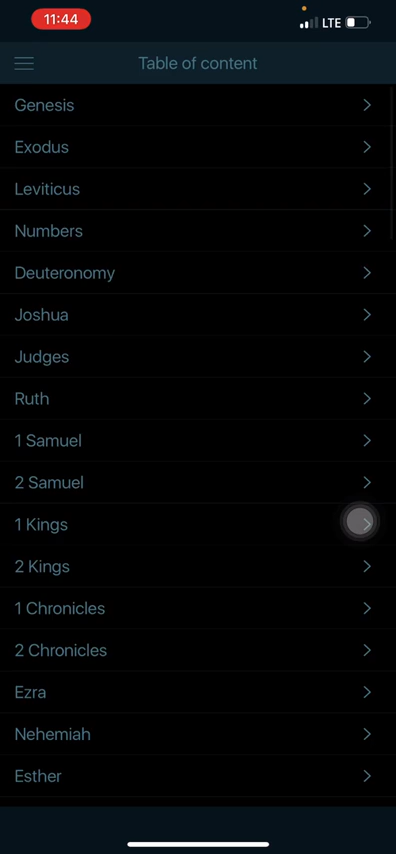 11:44
LTE
Table of content
Genesis
Exodus
Leviticus
Numbers
Deuteronomy
Joshua
Judges
Ruth
1 Samuel
2 Samuel
1 Kings
2 Kings
1 Chronicles
2 Chronicles
Ezra
Nehemiah
Esther